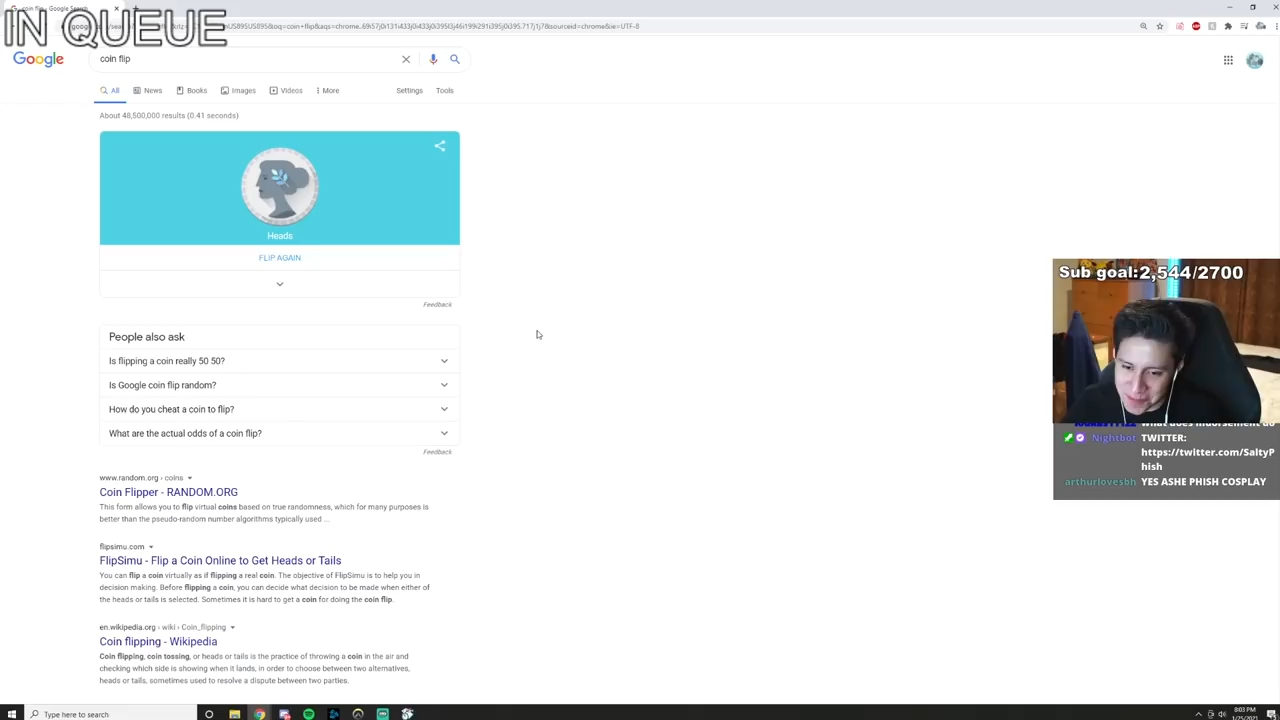 coin flip - Google Search
IN QUEUE
Google
coin flip
All
News
Books
Images
Videos
More
Settings
Tools
About 48,500,000 results (0.41 seconds)
Heads
FLIP AGAIN
Feedback
People also ask
Is flipping a coin really 50 50?
Is Google coin flip random?
How do you cheat a coin to flip?
What are the actual odds of a coin flip?
Feedback
www.random.org › coins
Coin Flipper - RANDOM.ORG
This form allows you to flip virtual coins based on true randomness, which for many purposes is
better than the pseudo-random number algorithms typically used ...
flipsimu.com
FlipSimu - Flip a Coin Online to Get Heads or Tails
You can flip a coin virtually as if flipping a real coin. The objective of FlipSimu is to help you in
decision making. Before flipping a coin, you can decide what decision to be made when either of
the heads or tails is selected. Sometimes it is hard to get a coin for doing the coin flip.
en.wikipedia.org › wiki › Coin_flipping
Coin flipping - Wikipedia
Coin flipping, coin tossing, or heads or tails is the practice of throwing a coin in the air and
checking which side is showing when it lands, in order to choose between two alternatives,
heads or tails, sometimes used to resolve a dispute between two parties.
Sub goal:2,544/2700
what does
Nightbot TWITTER:
https://twitter.com/SaltyP
hish
arthurlovesbh YES ASHE PHISH COSPLAY
Type here to search
8:03 PM